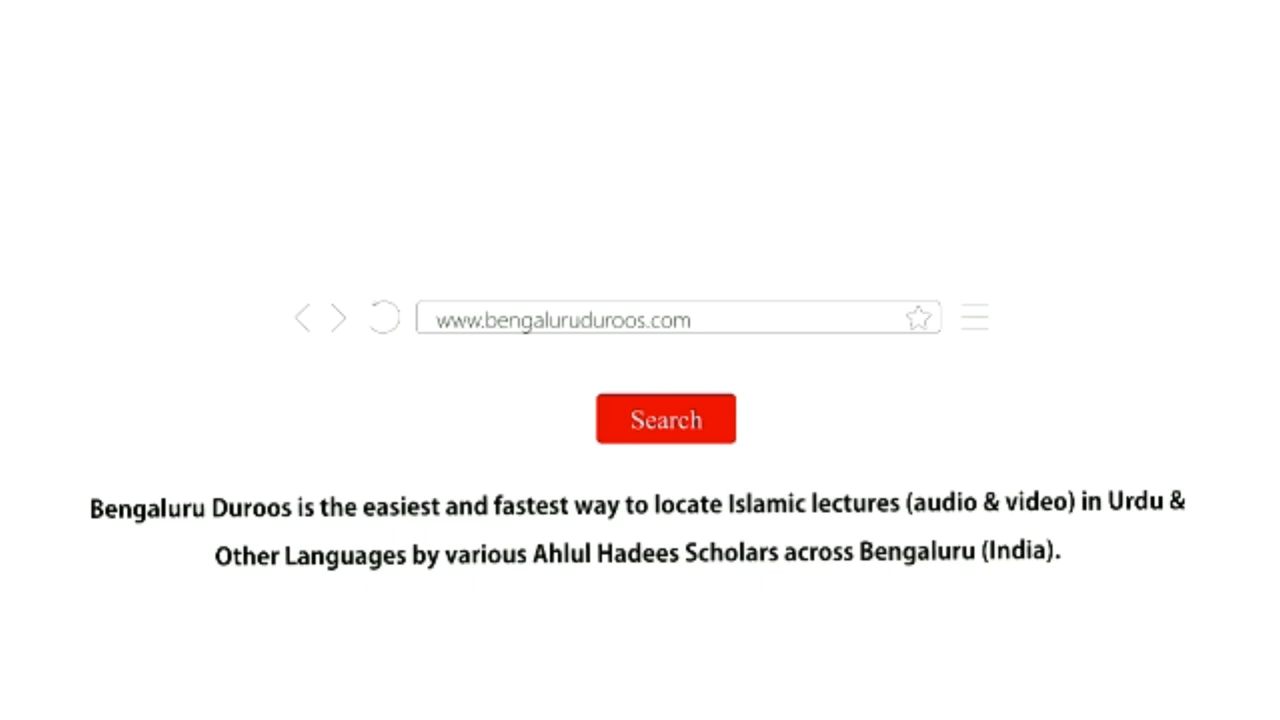 www.bengaluruduroos.com
Search
Bengaluru Duroos is the easiest and fastest way to locate Islamic lectures (audio & video) in Urdu &
Other Languages by various Ahlul Hadees Scholars across Bengaluru (India).